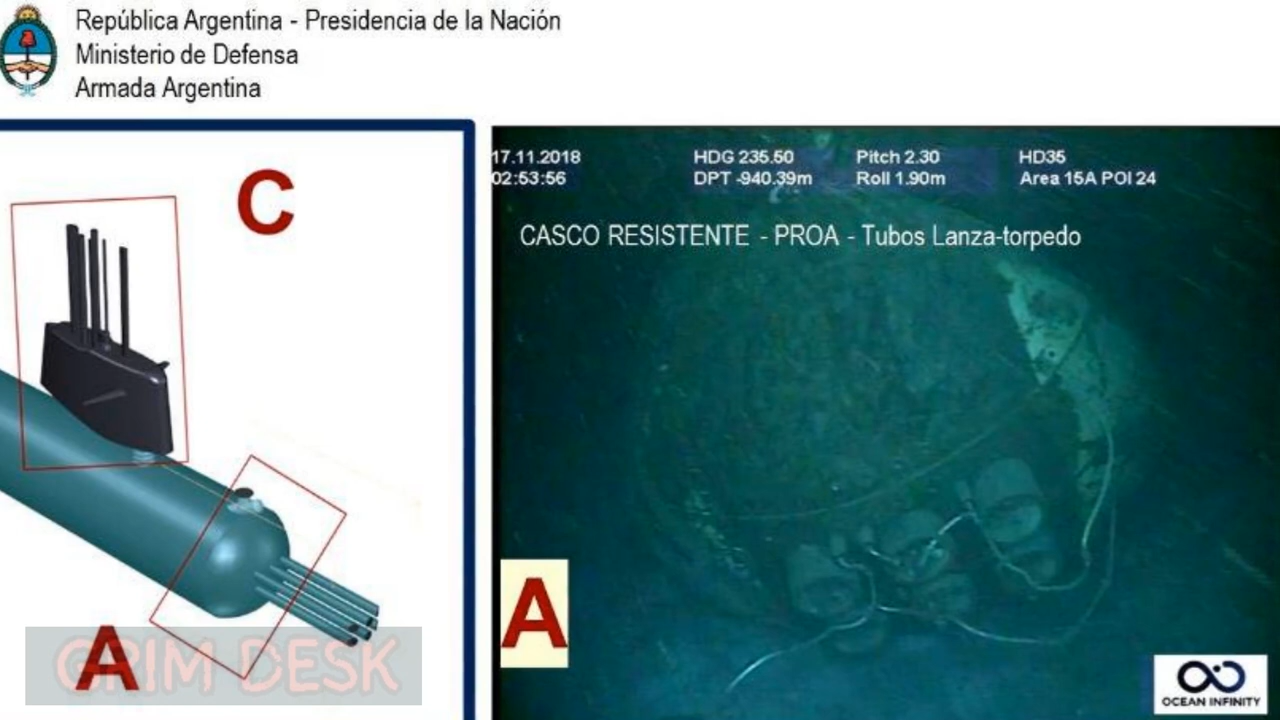 República Argentina - Presidencia de la Nación
Ministerio de Defensa
Armada Argentina
C
A
GRIM DESK
17.11.2018 HDG 235.50 Pitch 2.30 HD35
02:53:56 DPT -940.39m Roll 1.90m Area 15A POI 24
CASCO RESISTENTE - PROA - Tubos Lanza-torpedo
A
OCEAN INFINITY